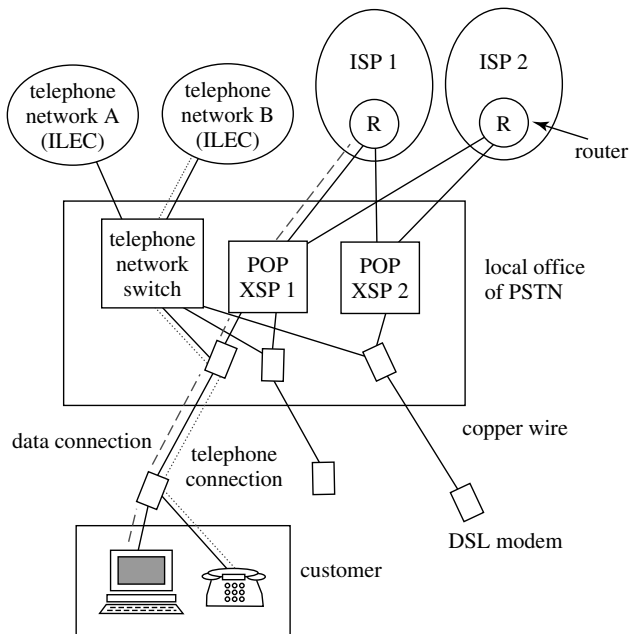 telephone
network A
(ILEC)
telephone
network B
(ILEC)
ISP 1
R
ISP 2
R
router
telephone
network
switch
POP
XSP 1
POP
XSP 2
local office
of PSTN
data connection
telephone
connection
copper wire
DSL modem
customer